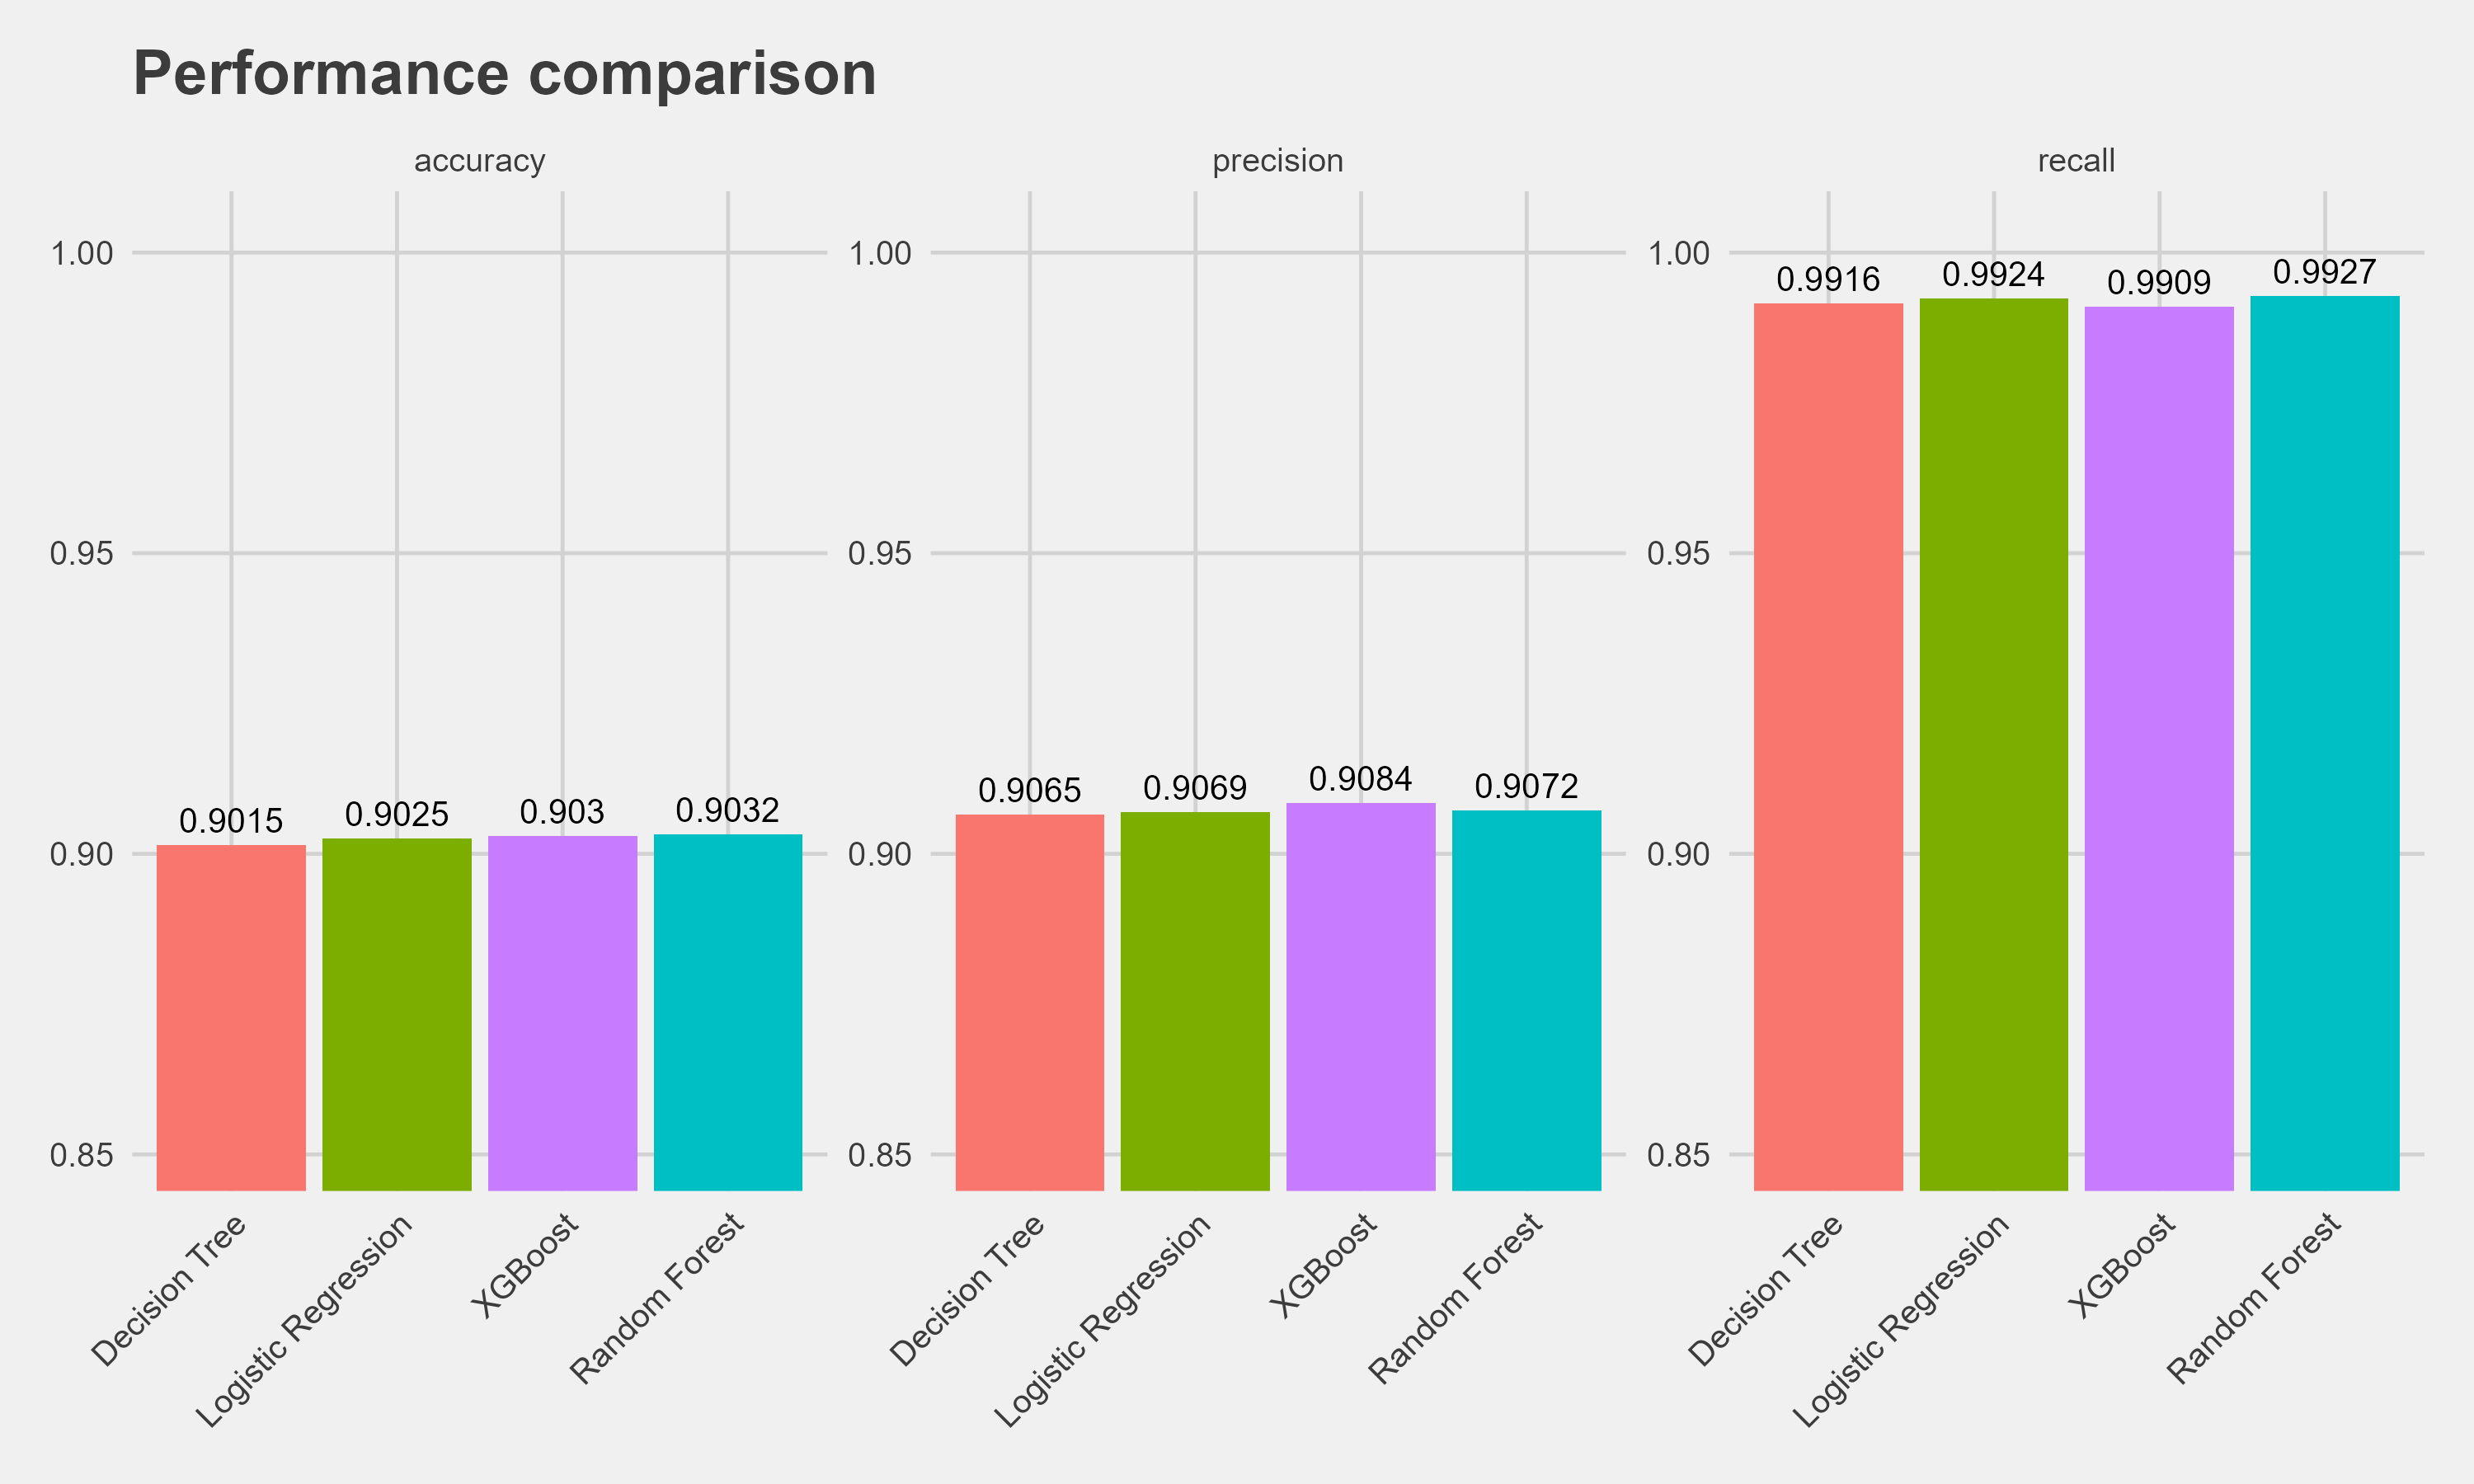 Performance comparison
accuracy
1.00
0.95
0.90
0.85
0.9015
0.9025
0.903
0.9032
Decision Tree
Logistic Regression
XGBoost
Random Forest
precision
1.00
0.95
0.90
0.85
0.9065
0.9069
0.9084
0.9072
Decision Tree
Logistic Regression
XGBoost
Random Forest
recall
1.00
0.95
0.90
0.85
0.9916
0.9924
0.9909
0.9927
Decision Tree
Logistic Regression
XGBoost
Random Forest